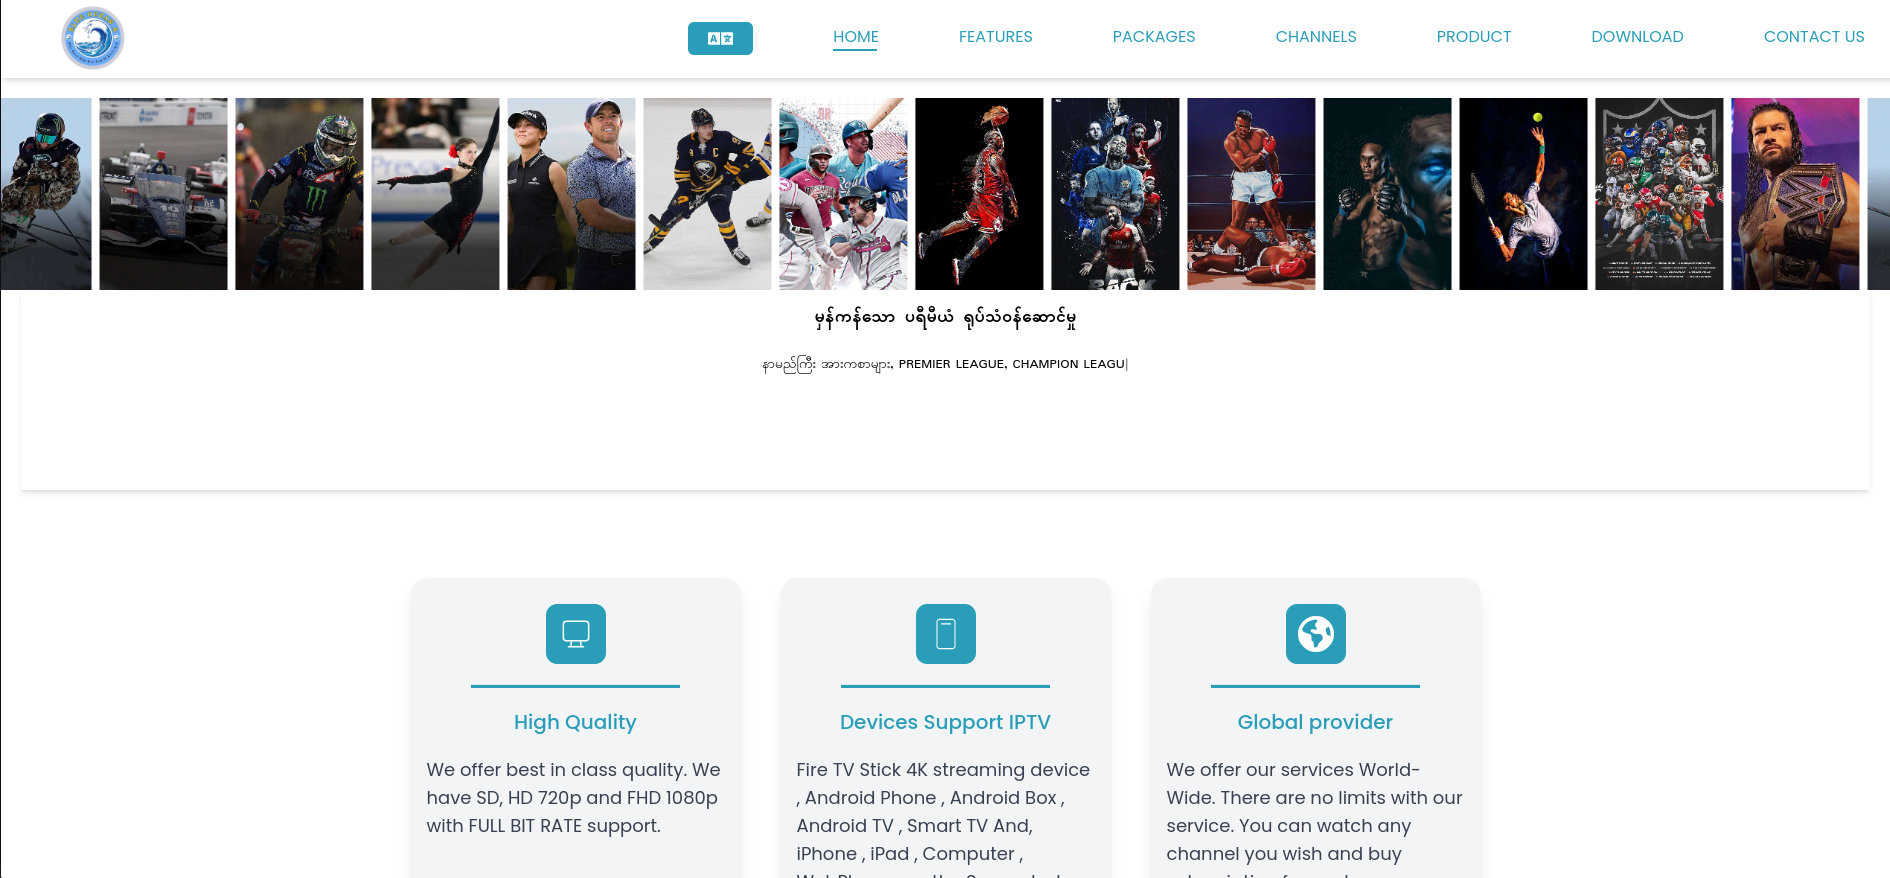 HOME
FEATURES
PACKAGES
CHANNELS
PRODUCT
DOWNLOAD
CONTACT US
မှန်ကန်သော ပရီမီယံ ရုပ်သံဝန်ဆောင်မှု
နာမည်ကြီး အားကစာများ, PREMIER LEAGUE, CHAMPION LEAGU|
High Quality
We offer best in class quality. We
have SD, HD 720p and FHD 1080p
with FULL BIT RATE support.
Devices Support IPTV
Fire TV Stick 4K streaming device
, Android Phone , Android Box ,
Android TV , Smart TV And,
iPhone , iPad , Computer ,
Global provider
We offer our services World-
Wide. There are no limits with our
service. You can watch any
channel you wish and buy